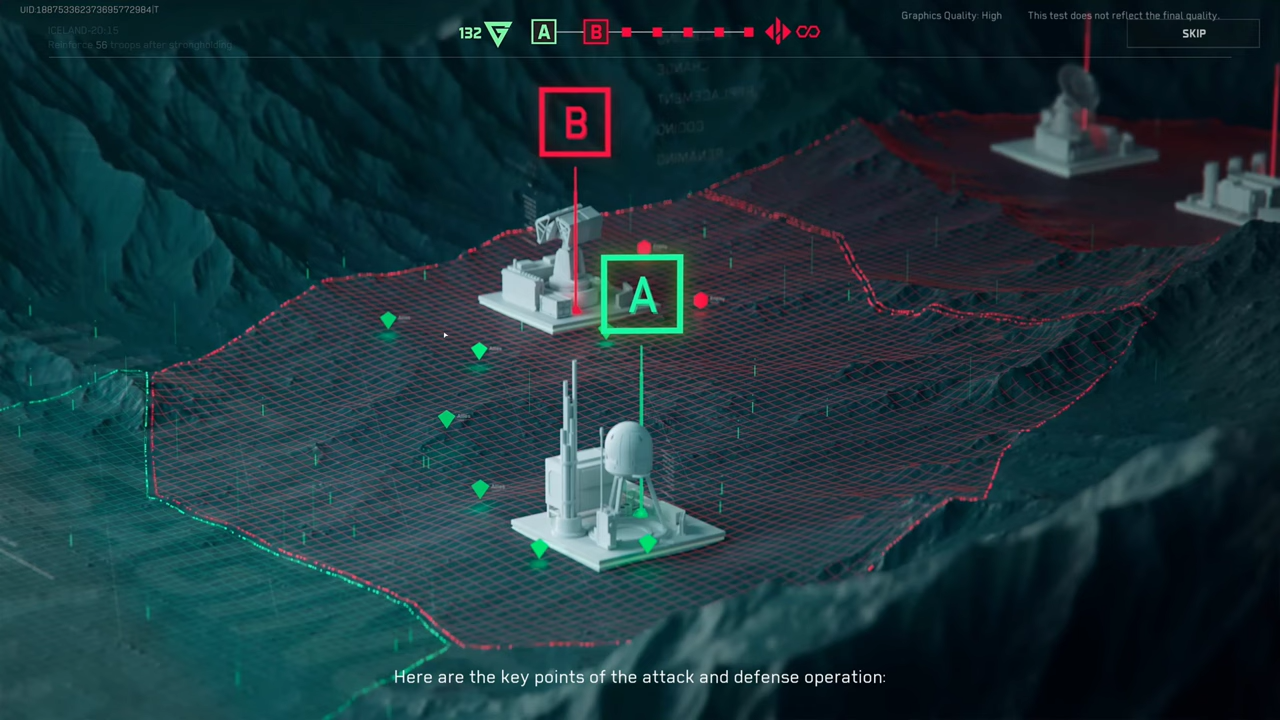 UID:188753362373695772984|T
Graphics Quality: High
This test does not reflect the final quality.
ICELAND-20:15
Reinforce 56 troops after strongholding
132
A
B
SKIP
B
A
Here are the key points of the attack and defense operation: